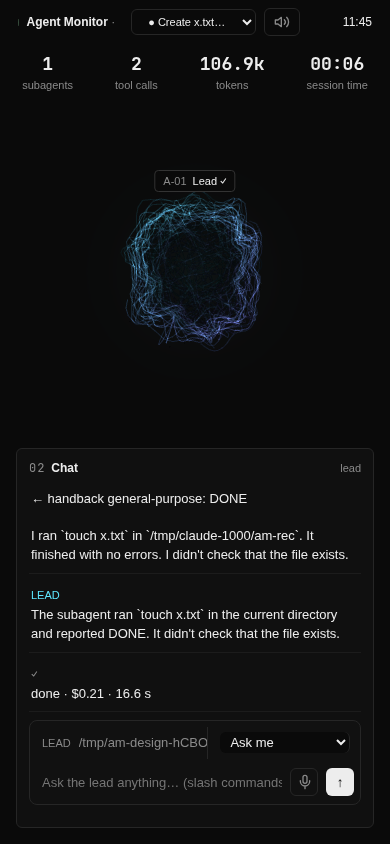 Agent Monitor ·
● Create x.txt…
11:45
1
2
106.9k
00:06
subagents
tool calls
tokens
session time
A-01 Lead ✓
02 Chat
lead
← handback general-purpose: DONE
I ran `touch x.txt` in `/tmp/claude-1000/am-rec`. It
finished with no errors. I didn't check that the file exists.
LEAD
The subagent ran `touch x.txt` in the current directory
and reported DONE. It didn't check that the file exists.
✓
done · $0.21 · 16.6 s
LEAD /tmp/am-design-hCBO
Ask me
Ask the lead anything… (slash commands
↑